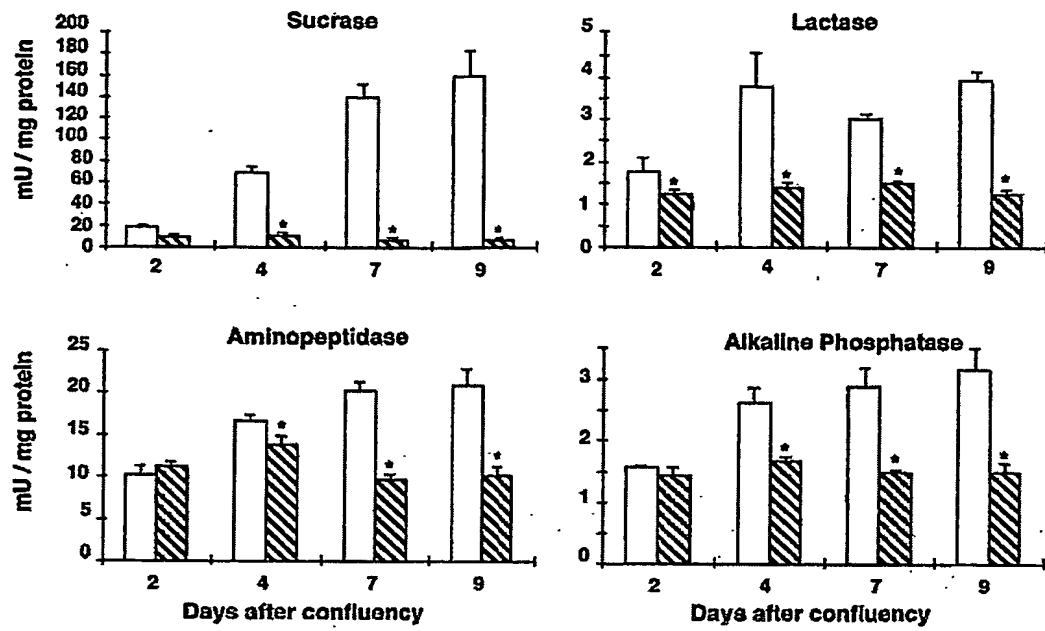 Sucrase
200
180
160
140
120
100
80
60
40
20
0
mU / mg protein
* * *
2 4 7 9
Lactase
5
4
3
2
1
0
* * * *
2 4 7 9
Aminopeptidase
25
20
15
10
5
0
mU / mg protein
* * *
2 4 7 9
Days after confluency
Alkaline Phosphatase
3
2
1
0
* * *
2 4 7 9
Days after confluency